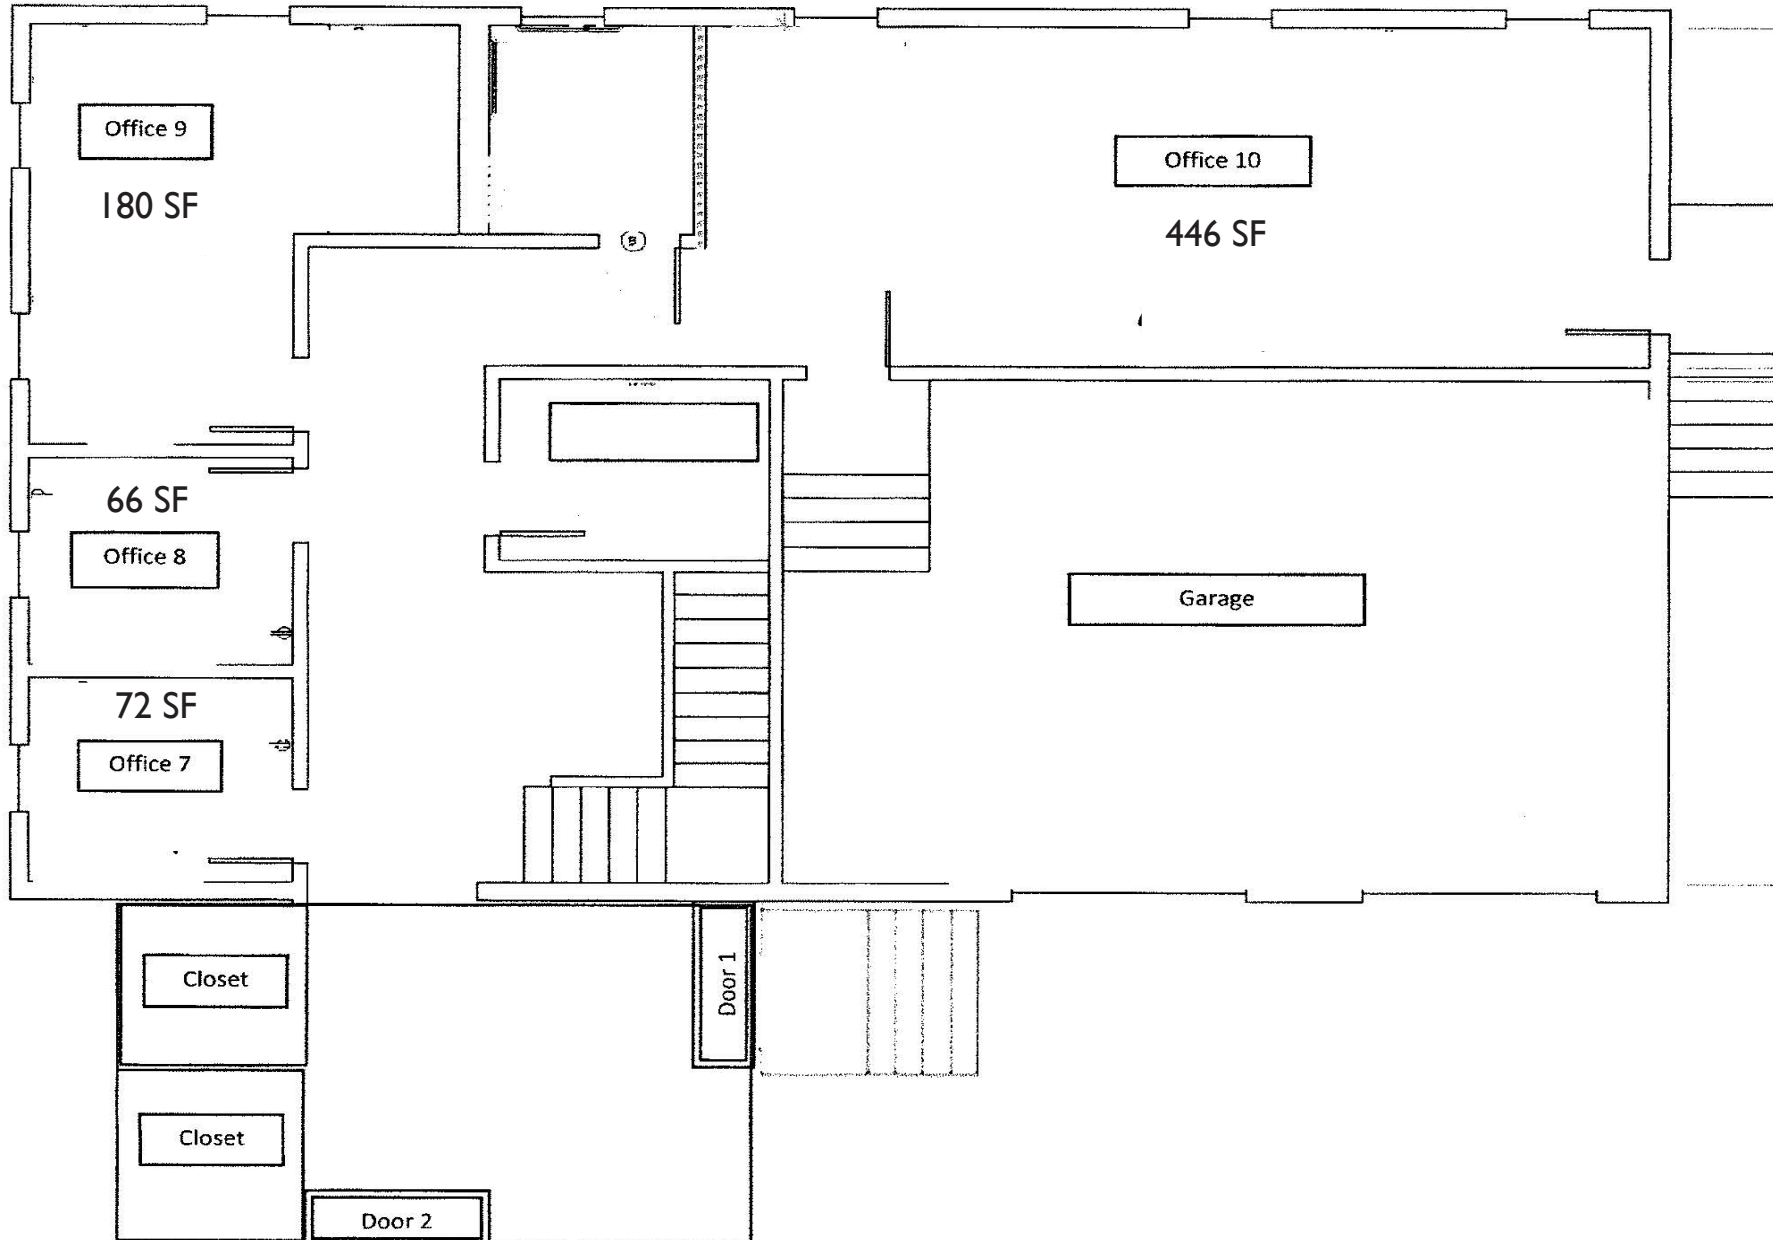 Office 9
180 SF
Office 10
446 SF
66 SF
Office 8
72 SF
Office 7
Garage
Closet
Door 1
Closet
Door 2